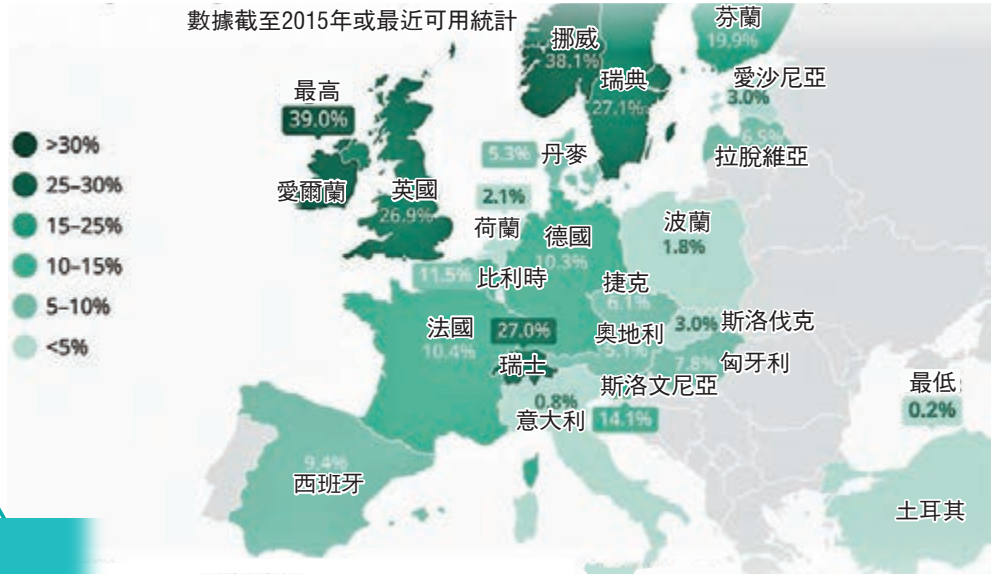 數據截至2015年或最近可用統計
芬蘭
19.9%
挪威
38.1%
瑞典
27.1%
愛沙尼亞
3.0%
6.5%
拉脫維亞
最高
39.0%
愛爾蘭
英國
26.9%
5.3% 丹麥
2.1%
荷蘭
德國
10.3%
波蘭
1.8%
11.5% 比利時
捷克
6.1%
法國
10.4%
27.0%
瑞士
奧地利
5.1%
3.0% 斯洛伐克
7.8% 匈牙利
斯洛文尼亞
14.1%
0.8%
意大利
9.4%
西班牙
最低
0.2%
土耳其
>30%
25–30%
15–25%
10–15%
5–10%
<5%